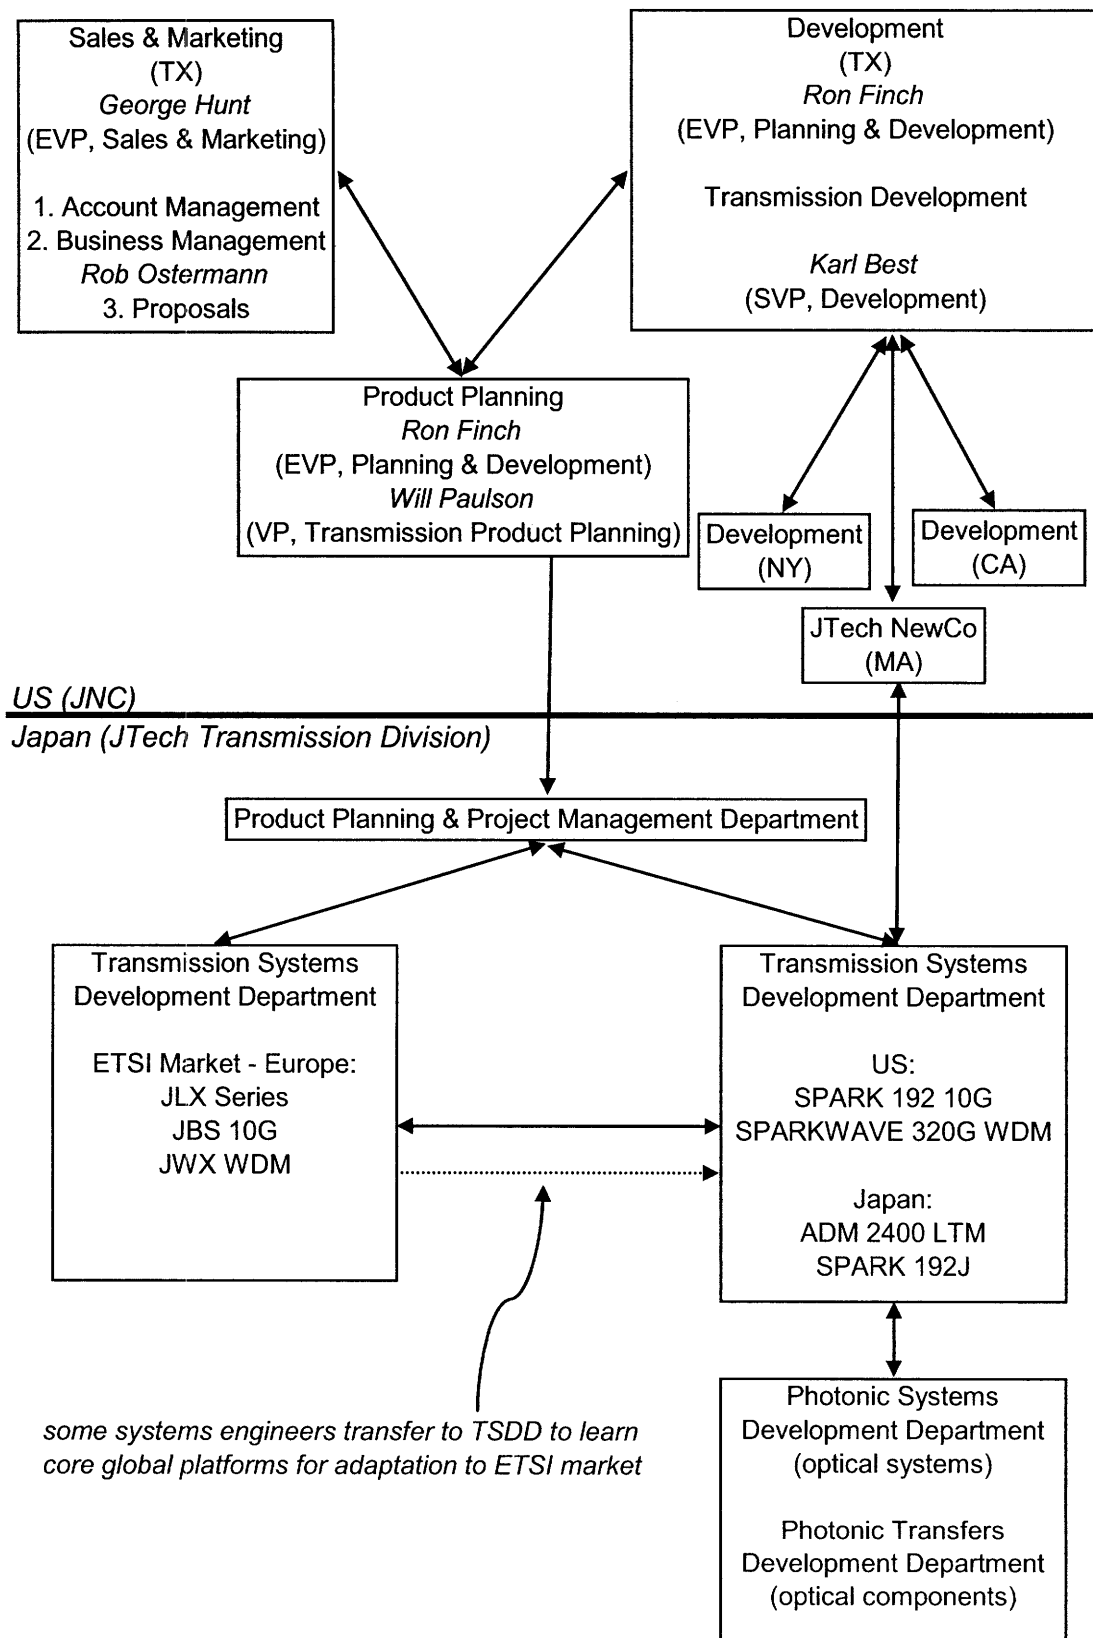 Sales & Marketing
(TX)
George Hunt
(EVP, Sales & Marketing)
1. Account Management
2. Business Management
Rob Ostermann
3. Proposals
Development
(TX)
Ron Finch
(EVP, Planning & Development)
Transmission Development
Karl Best
(SVP, Development)
Product Planning
Ron Finch
(EVP, Planning & Development)
Will Paulson
(VP, Transmission Product Planning)
Development
(NY)
Development
(CA)
JTech NewCo
(MA)
US (JNC)
Japan (JTech Transmission Division)
Product Planning & Project Management Department
Transmission Systems
Development Department
ETSI Market - Europe:
JLX Series
JBS 10G
JWX WDM
Transmission Systems
Development Department
US:
SPARK 192 10G
SPARKWAVE 320G WDM
Japan:
ADM 2400 LTM
SPARK 192J
some systems engineers transfer to TSDD to learn
core global platforms for adaptation to ETSI market
Photonic Systems
Development Department
(optical systems)
Photonic Transfers
Development Department
(optical components)